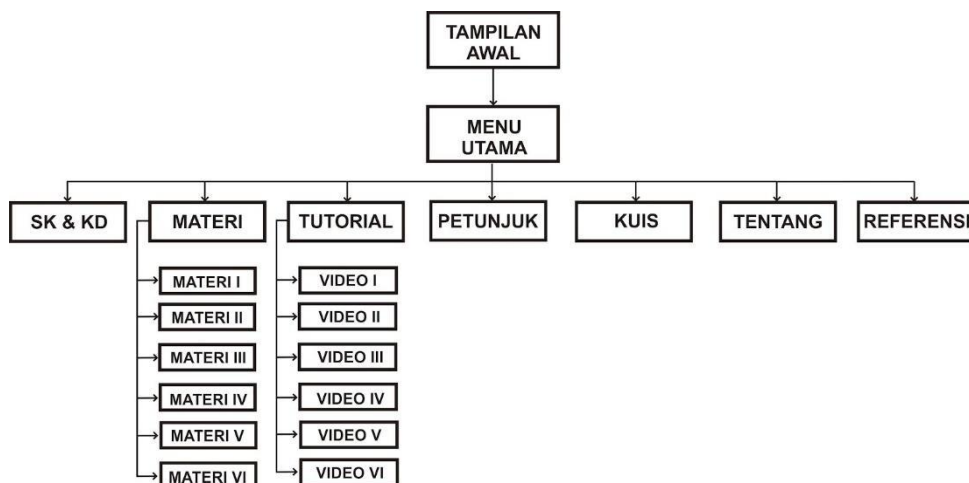 TAMPILAN
AWAL
MENU
UTAMA
SK & KD
MATERI
TUTORIAL
PETUNJUK
KUIS
TENTANG
REFERENSI
MATERI I
MATERI II
MATERI III
MATERI IV
MATERI V
MATERI VI
VIDEO I
VIDEO II
VIDEO III
VIDEO IV
VIDEO V
VIDEO VI